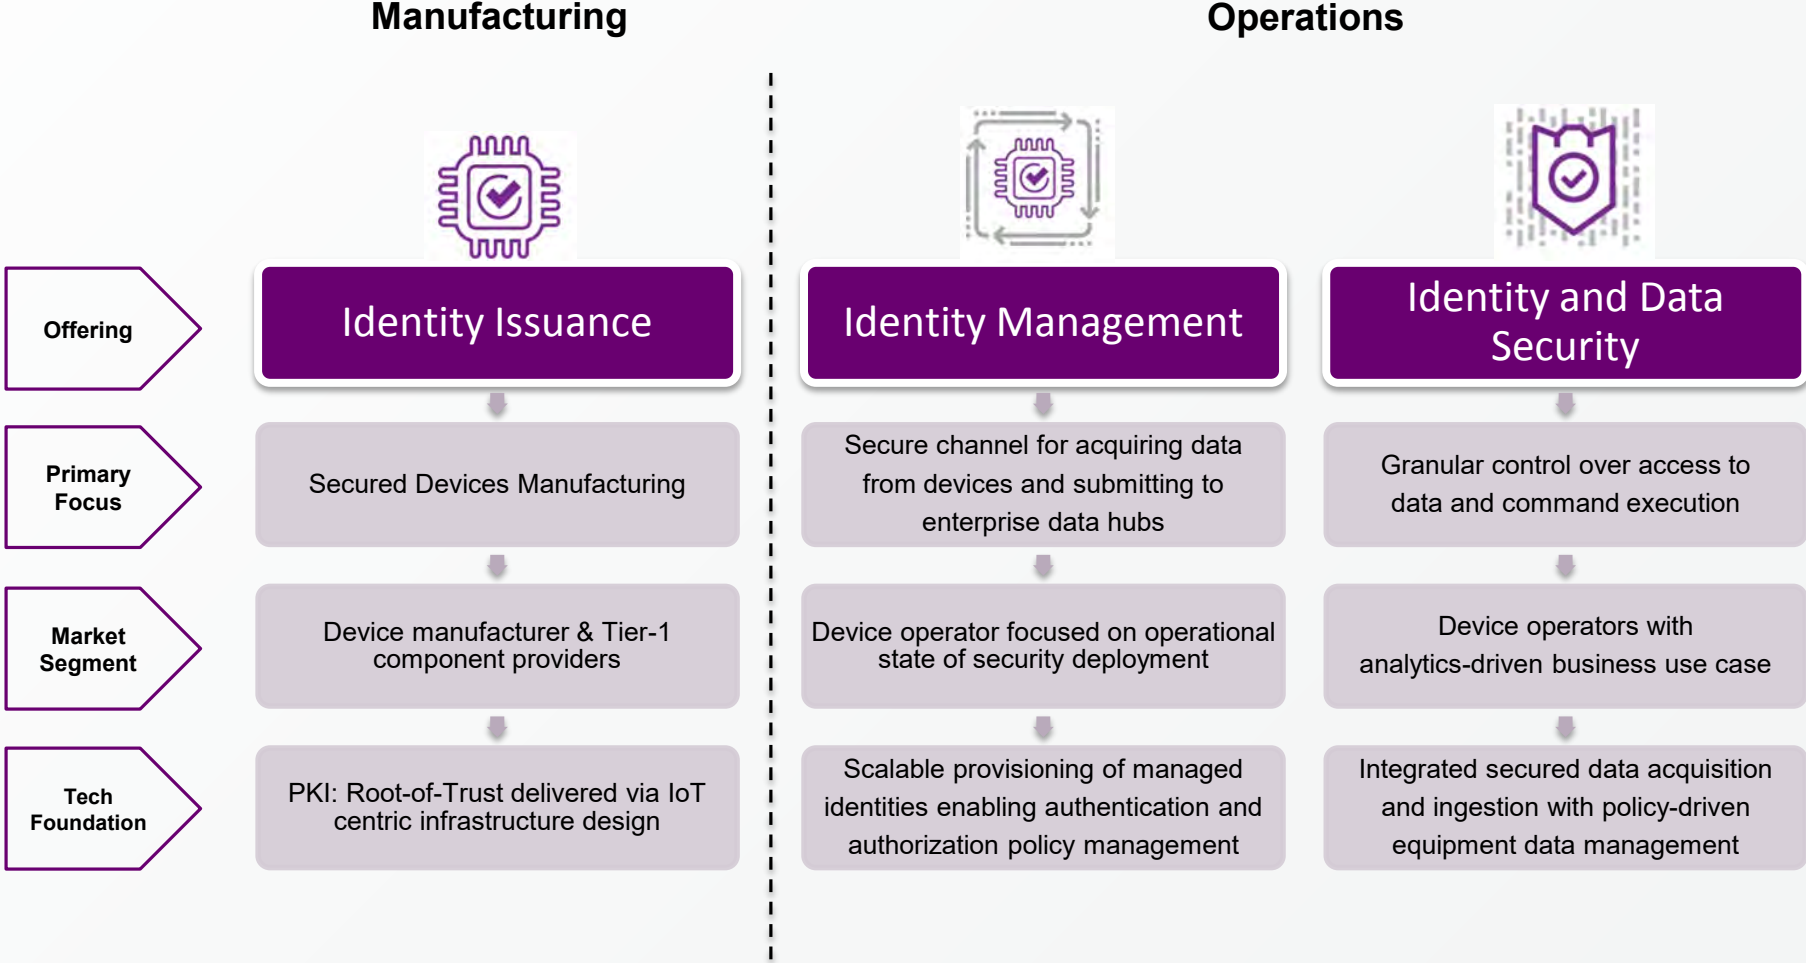 Manufacturing
Operations
Offering
Identity Issuance
Identity Management
Identity and Data
Security
Primary
Focus
Secured Devices Manufacturing
Secure channel for acquiring data
from devices and submitting to
enterprise data hubs
Granular control over access to
data and command execution
Market
Segment
Device manufacturer & Tier-1
component providers
Device operator focused on operational
state of security deployment
Device operators with
analytics-driven business use case
Tech
Foundation
PKI: Root-of-Trust delivered via IoT
centric infrastructure design
Scalable provisioning of managed
identities enabling authentication and
authorization policy management
Integrated secured data acquisition
and ingestion with policy-driven
equipment data management